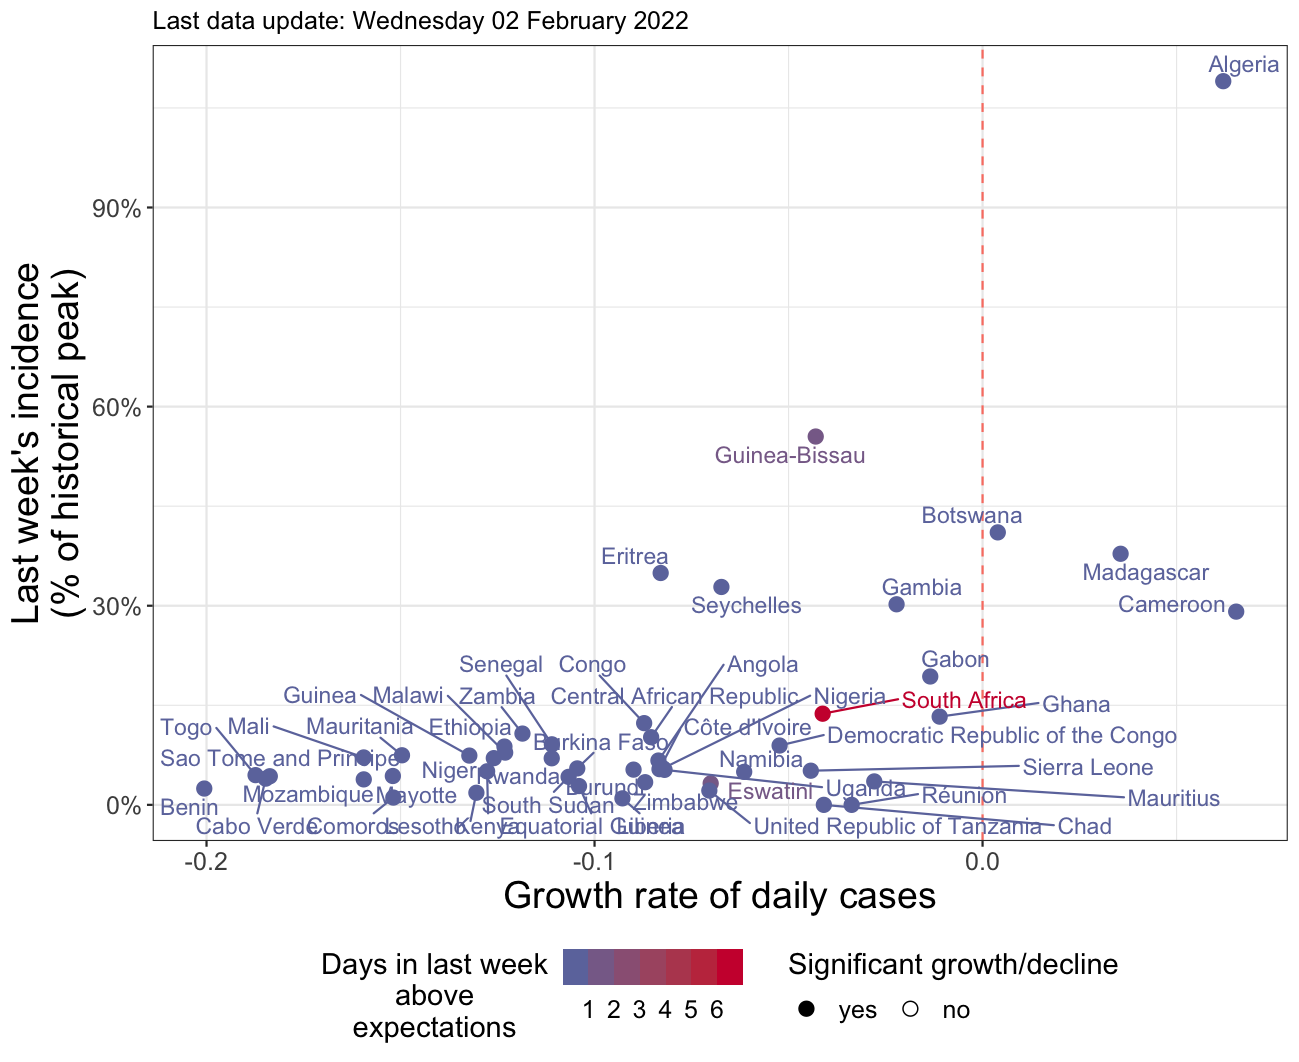 Last data update: Wednesday 02 February 2022
Last week's incidence
(% of historical peak)
90%
60%
30%
0%
Algeria
Guinea-Bissau
Botswana
Eritrea
Madagascar
Gambia
Seychelles
Cameroon
Gabon
Senegal
Congo
Angola
Guinea
Malawi
Zambia
Central African Republic
Nigeria
South Africa
Ghana
Togo
Mali
Mauritania
Ethiopia
Côte d'Ivoire
Democratic Republic of the Congo
Burkina Faso
Sao Tome and Principe
Namibia
Niger
Rwanda
Sierra Leone
Burundi
Uganda
Eswatini
Mozambique
Mayotte
Réunion
Mauritius
Benin
South Sudan
Zimbabwe
Cabo Verde
Comoros
Lesotho
Kenya
Equatorial Guinea
Liberia
United Republic of Tanzania
Chad
-0.2
-0.1
0.0
Growth rate of daily cases
Days in last week
above
expectations
1 2 3 4 5 6
Significant growth/decline
yes
no